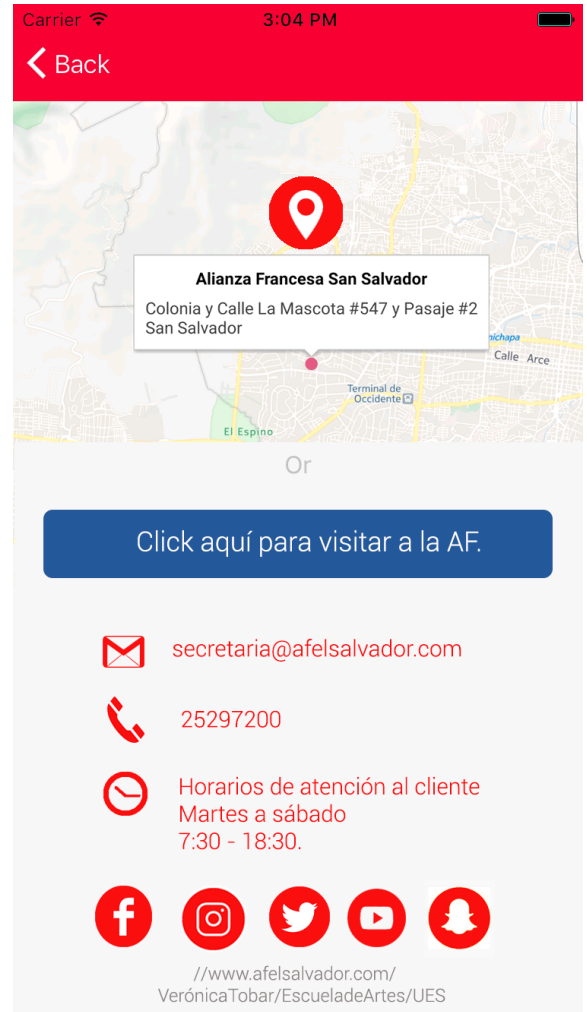 Carrier
3:04 PM
Back
Alianza Francesa San Salvador
Colonia y Calle La Mascota #547 y Pasaje #2
San Salvador
Calle Arce
Terminal de
Occidente
El Espino
Or
Click aquí para visitar a la AF.
secretaria@afelsalvador.com
25297200
Horarios de atención al cliente
Martes a sábado
7:30 - 18:30.
//www.afelsalvador.com/
VerónicaTobar/EscueladeArtes/UES